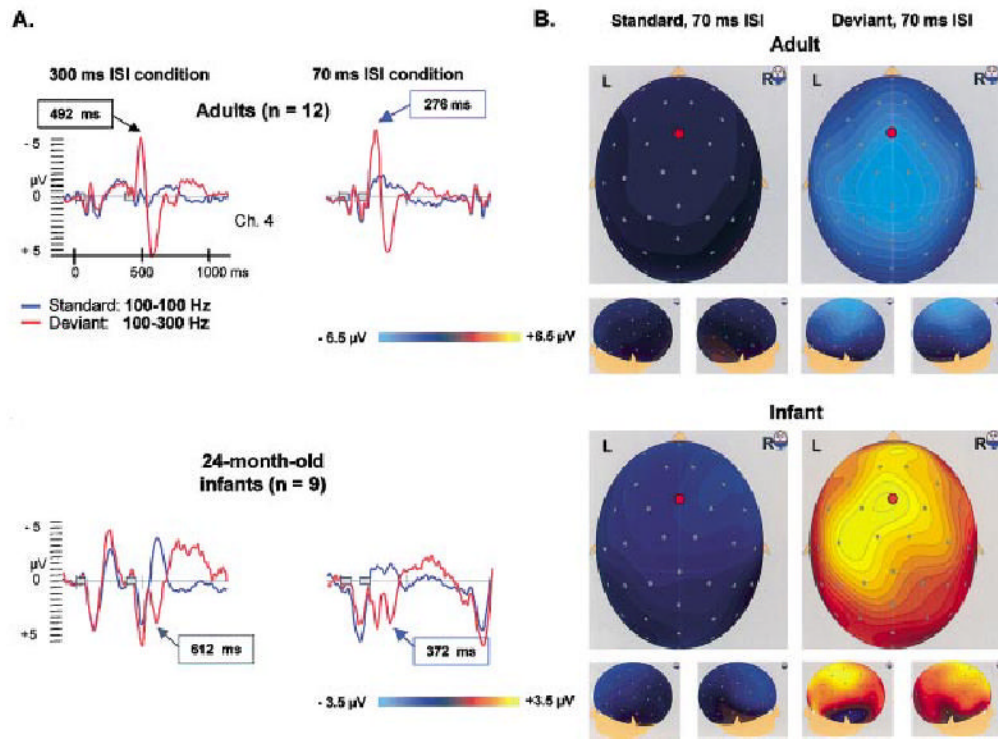 A.
300 ms ISI condition
70 ms ISI condition
492 ms
Adults (n = 12)
276 ms
- 5
µV
0
+ 5
Ch. 4
0 500 1000 ms
Standard: 100-100 Hz
Deviant: 100-300 Hz
- 6.5 µV
+6.5 µV
24-month-old
infants (n = 9)
- 5
µV
0
+5
612 ms
372 ms
- 3.5 µV
+3.5 µV
B.
Standard, 70 ms ISI
Deviant, 70 ms ISI
Adult
L
R
L
R
Infant
L
R
L
R